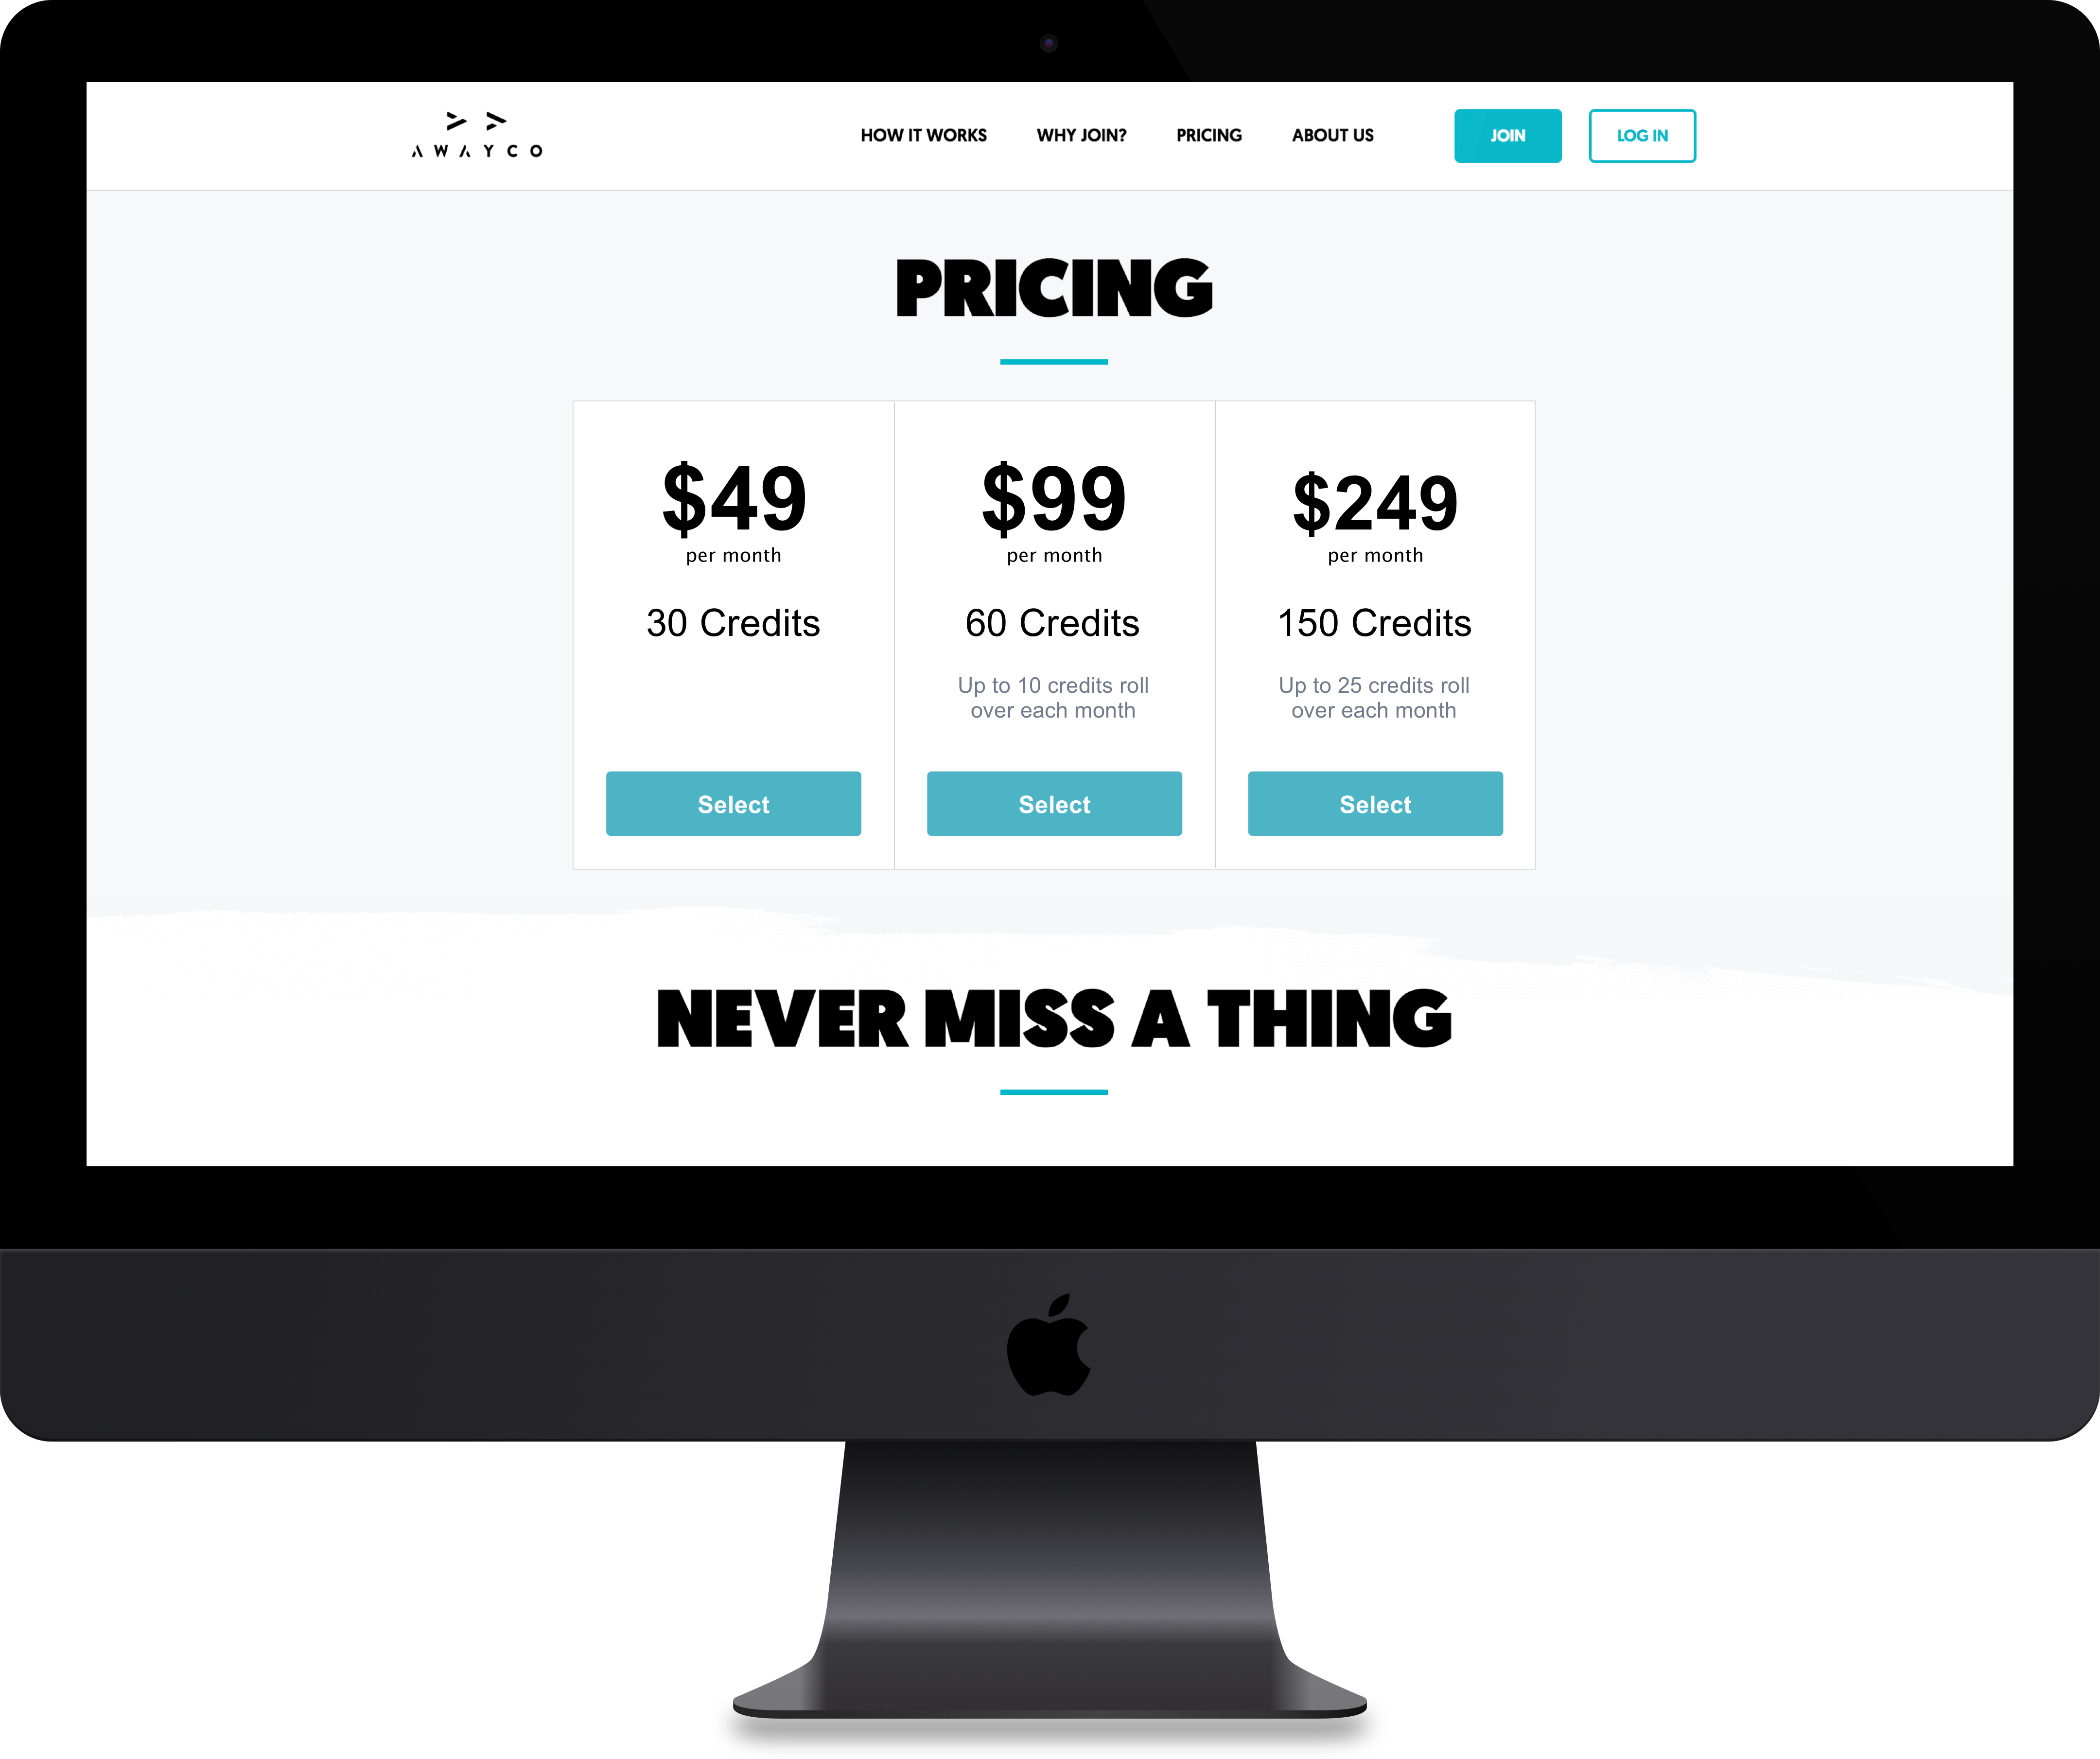 AWAYCO
HOW IT WORKS
WHY JOIN?
PRICING
ABOUT US
JOIN
LOG IN
PRICING
$49
per month
30 Credits
Select
$99
per month
60 Credits
Up to 10 credits roll
over each month
Select
$249
per month
150 Credits
Up to 25 credits roll
over each month
Select
NEVER MISS A THING